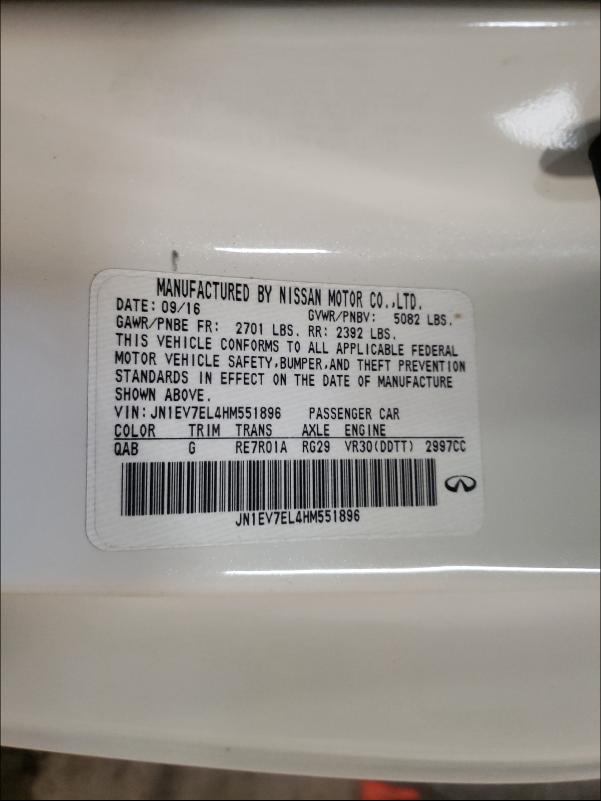 MANUFACTURED BY NISSAN MOTOR CO.,LTD.
DATE: 09/16 GVWR/PNBV: 5082 LBS.
GAWR/PNBE FR: 2701 LBS. RR: 2392 LBS.
THIS VEHICLE CONFORMS TO ALL APPLICABLE FEDERAL
MOTOR VEHICLE SAFETY,BUMPER,AND THEFT PREVENTION
STANDARDS IN EFFECT ON THE DATE OF MANUFACTURE
SHOWN ABOVE.
VIN: JN1EV7EL4HM551896 PASSENGER CAR
COLOR TRIM TRANS AXLE ENGINE
QAB G RE7R01A RG29 VR30(DDTT) 2997CC
JN1EV7EL4HM551896